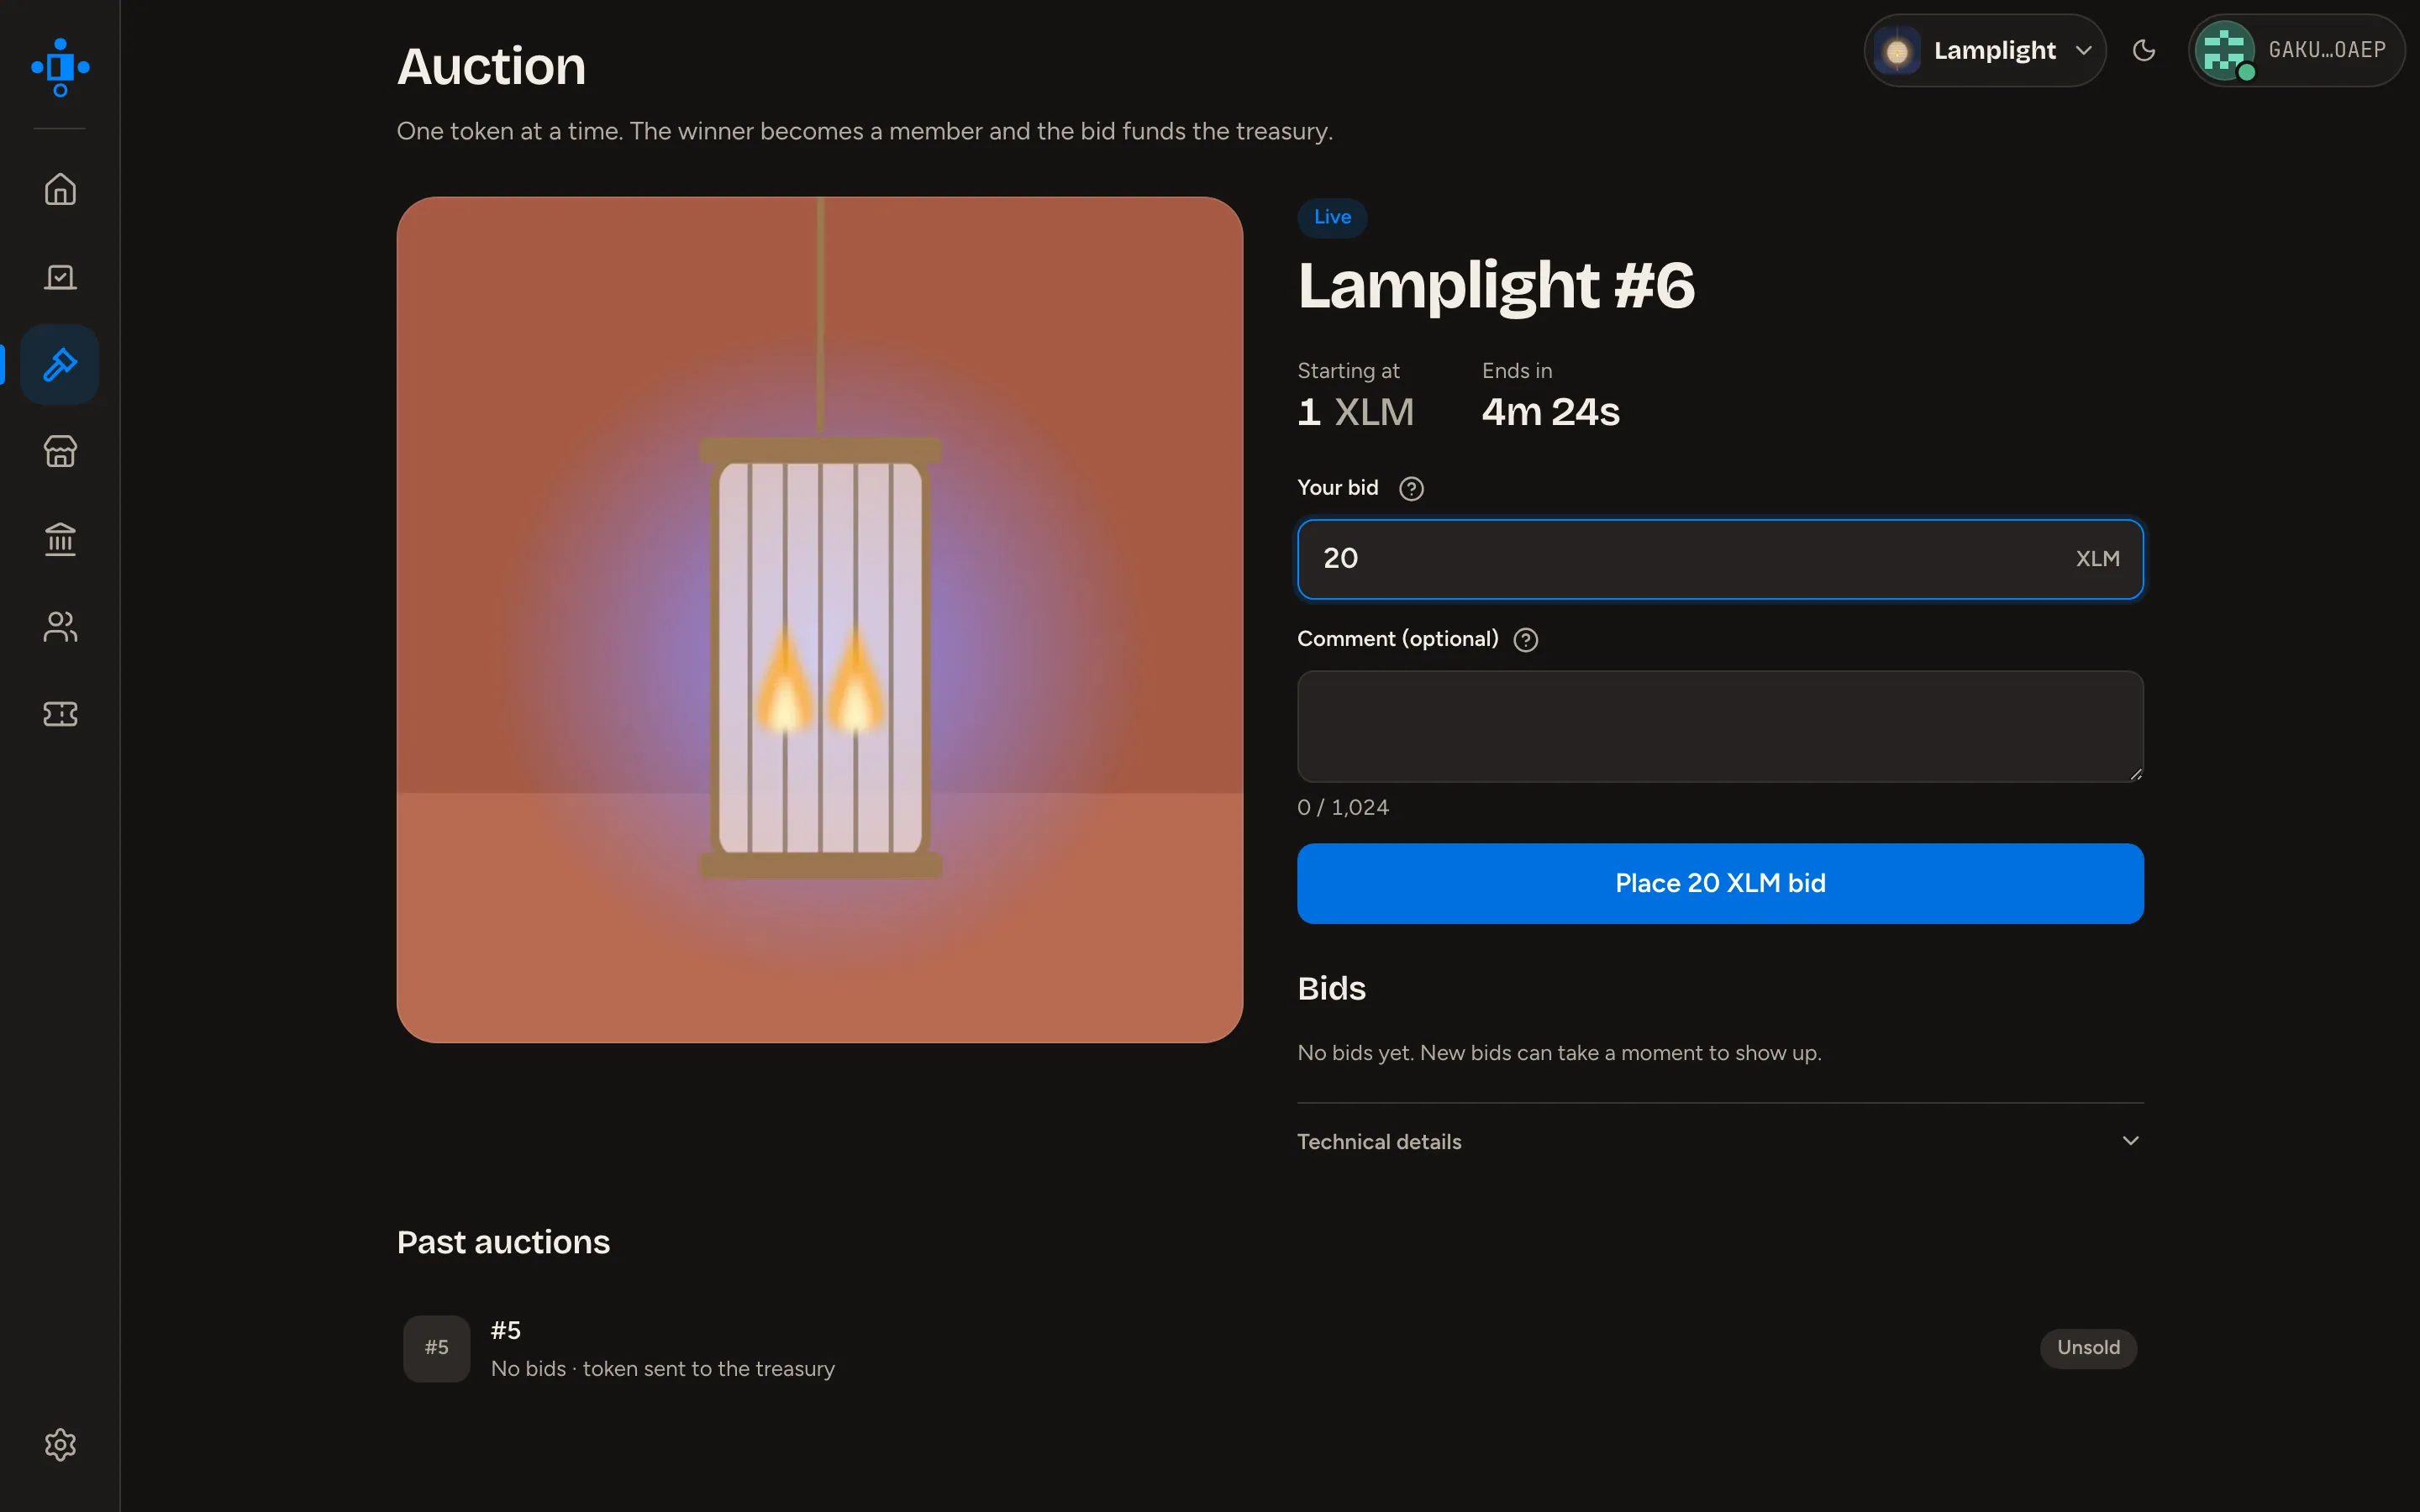 Auction
Lamplight
GAKU...OAEP
One token at a time. The winner becomes a member and the bid funds the treasury.
Live
Lamplight #6
Starting at
1 XLM
Ends in
4m 24s
Your bid
20
XLM
Comment (optional)
0 / 1,024
Place 20 XLM bid
Bids
No bids yet. New bids can take a moment to show up.
Technical details
Past auctions
#5
#5
No bids · token sent to the treasury
Unsold